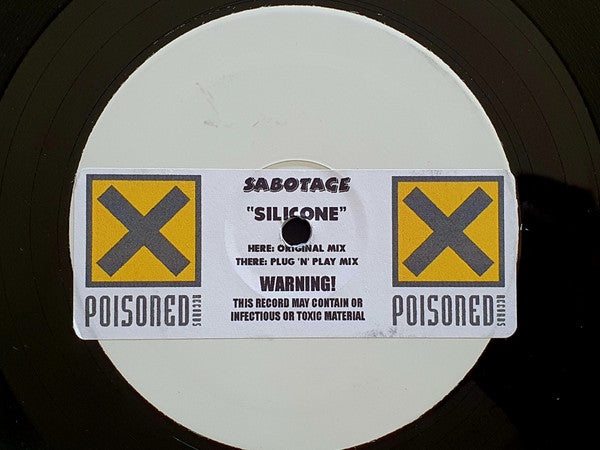 SABOTAGE
"SILICONE"
HERE: ORIGINAL MIX
THERE: PLUG 'N' PLAY MIX
WARNING!
THIS RECORD MAY CONTAIN OR
INFECTIOUS OR TOXIC MATERIAL
POISONED RECORDS
POISONED RECORDS